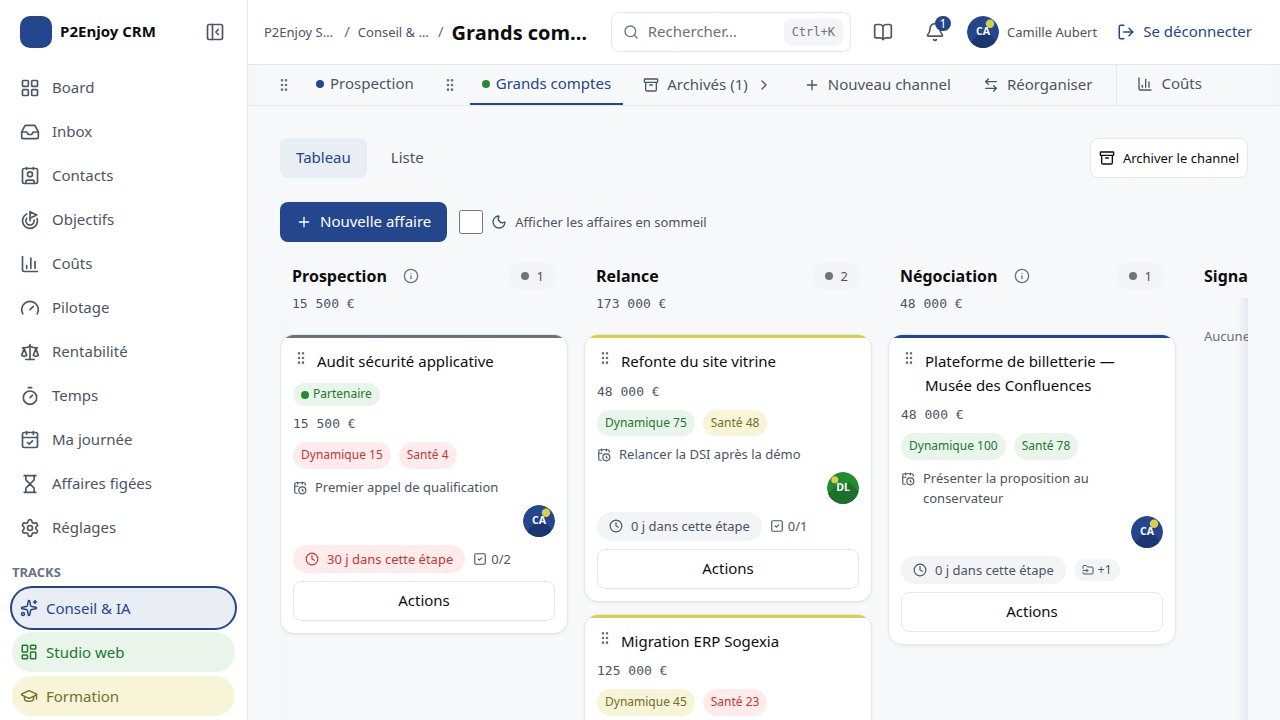 P2Enjoy CRM
Board
Inbox
Contacts
Objectifs
Coûts
Pilotage
Rentabilité
Temps
Ma journée
Affaires figées
Réglages
TRACKS
Conseil & IA
Studio web
Formation
P2Enjoy S... / Conseil & ... / Grands com...
Rechercher... Ctrl+K
1
CA Camille Aubert
Se déconnecter
Prospection
Grands comptes
Archivés (1)
Nouveau channel
Réorganiser
Coûts
Tableau
Liste
Archiver le channel
Nouvelle affaire
Afficher les affaires en sommeil
Prospection 1
15 500 €
Audit sécurité applicative
Partenaire
15 500 €
Dynamique 15 Santé 4
Premier appel de qualification
CA
30 j dans cette étape 0/2
Actions
Relance 2
173 000 €
Refonte du site vitrine
48 000 €
Dynamique 75 Santé 48
Relancer la DSI après la démo
DL
0 j dans cette étape 0/1
Actions
Migration ERP Sogexia
125 000 €
Dynamique 45 Santé 23
Négociation 1
48 000 €
Plateforme de billetterie —
Musée des Confluences
48 000 €
Dynamique 100 Santé 78
Présenter la proposition au
conservateur
CA
0 j dans cette étape +1
Actions
Signa
Aucune